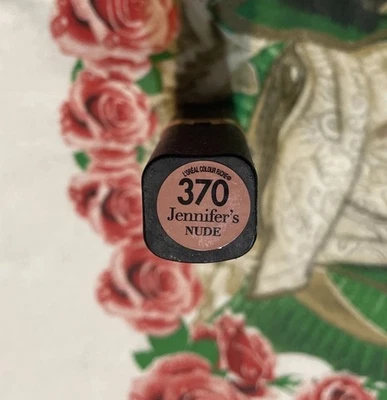 L'ORÉAL COLOUR RICHE®
370
Jennifer's
NUDE